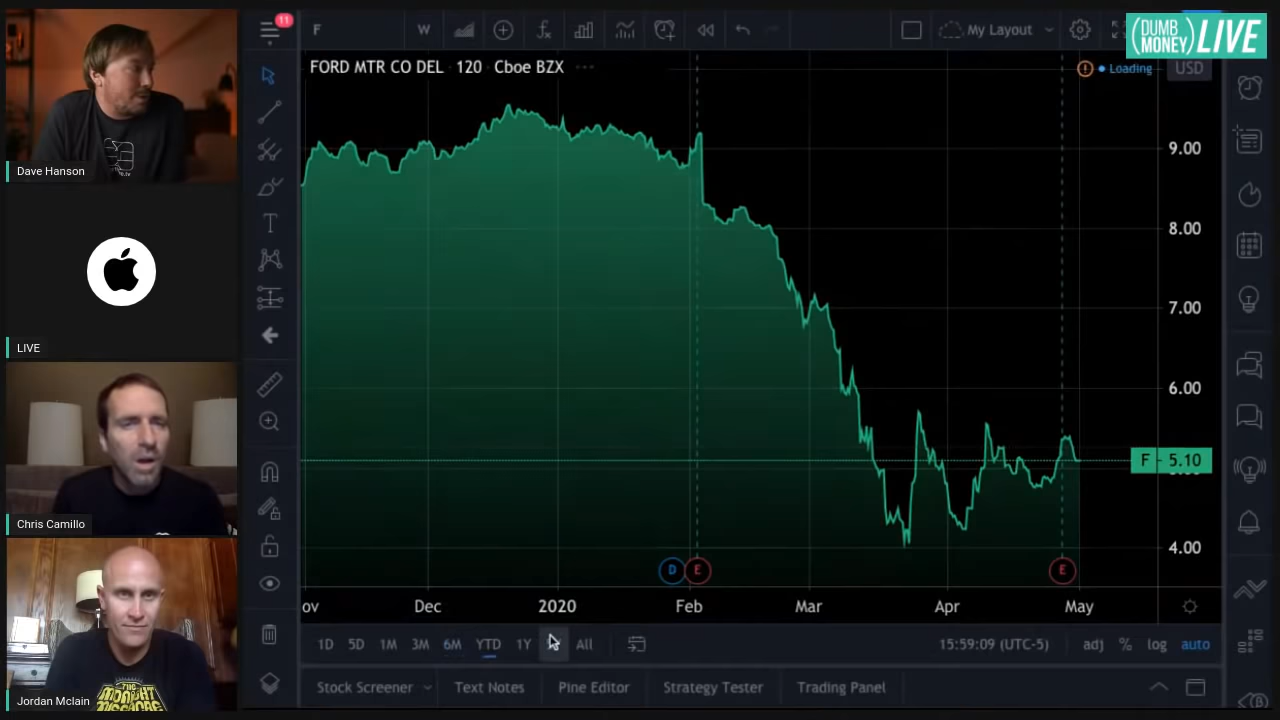 11
F
W
My Layout
(DUMB MONEY) LIVE
FORD MTR CO DEL · 120 · Cboe BZX
Loading
USD
9.00
8.00
7.00
6.00
F 5.10
4.00
D
E
E
ov
Dec
2020
Feb
Mar
Apr
May
1D
5D
1M
3M
6M
YTD
1Y
All
15:59:09 (UTC-5)
adj
%
log
auto
Stock Screener
Text Notes
Pine Editor
Strategy Tester
Trading Panel
Dave Hanson
LIVE
Chris Camillo
Jordan Mclain
THE
MIDNIGHT
MASSACRE